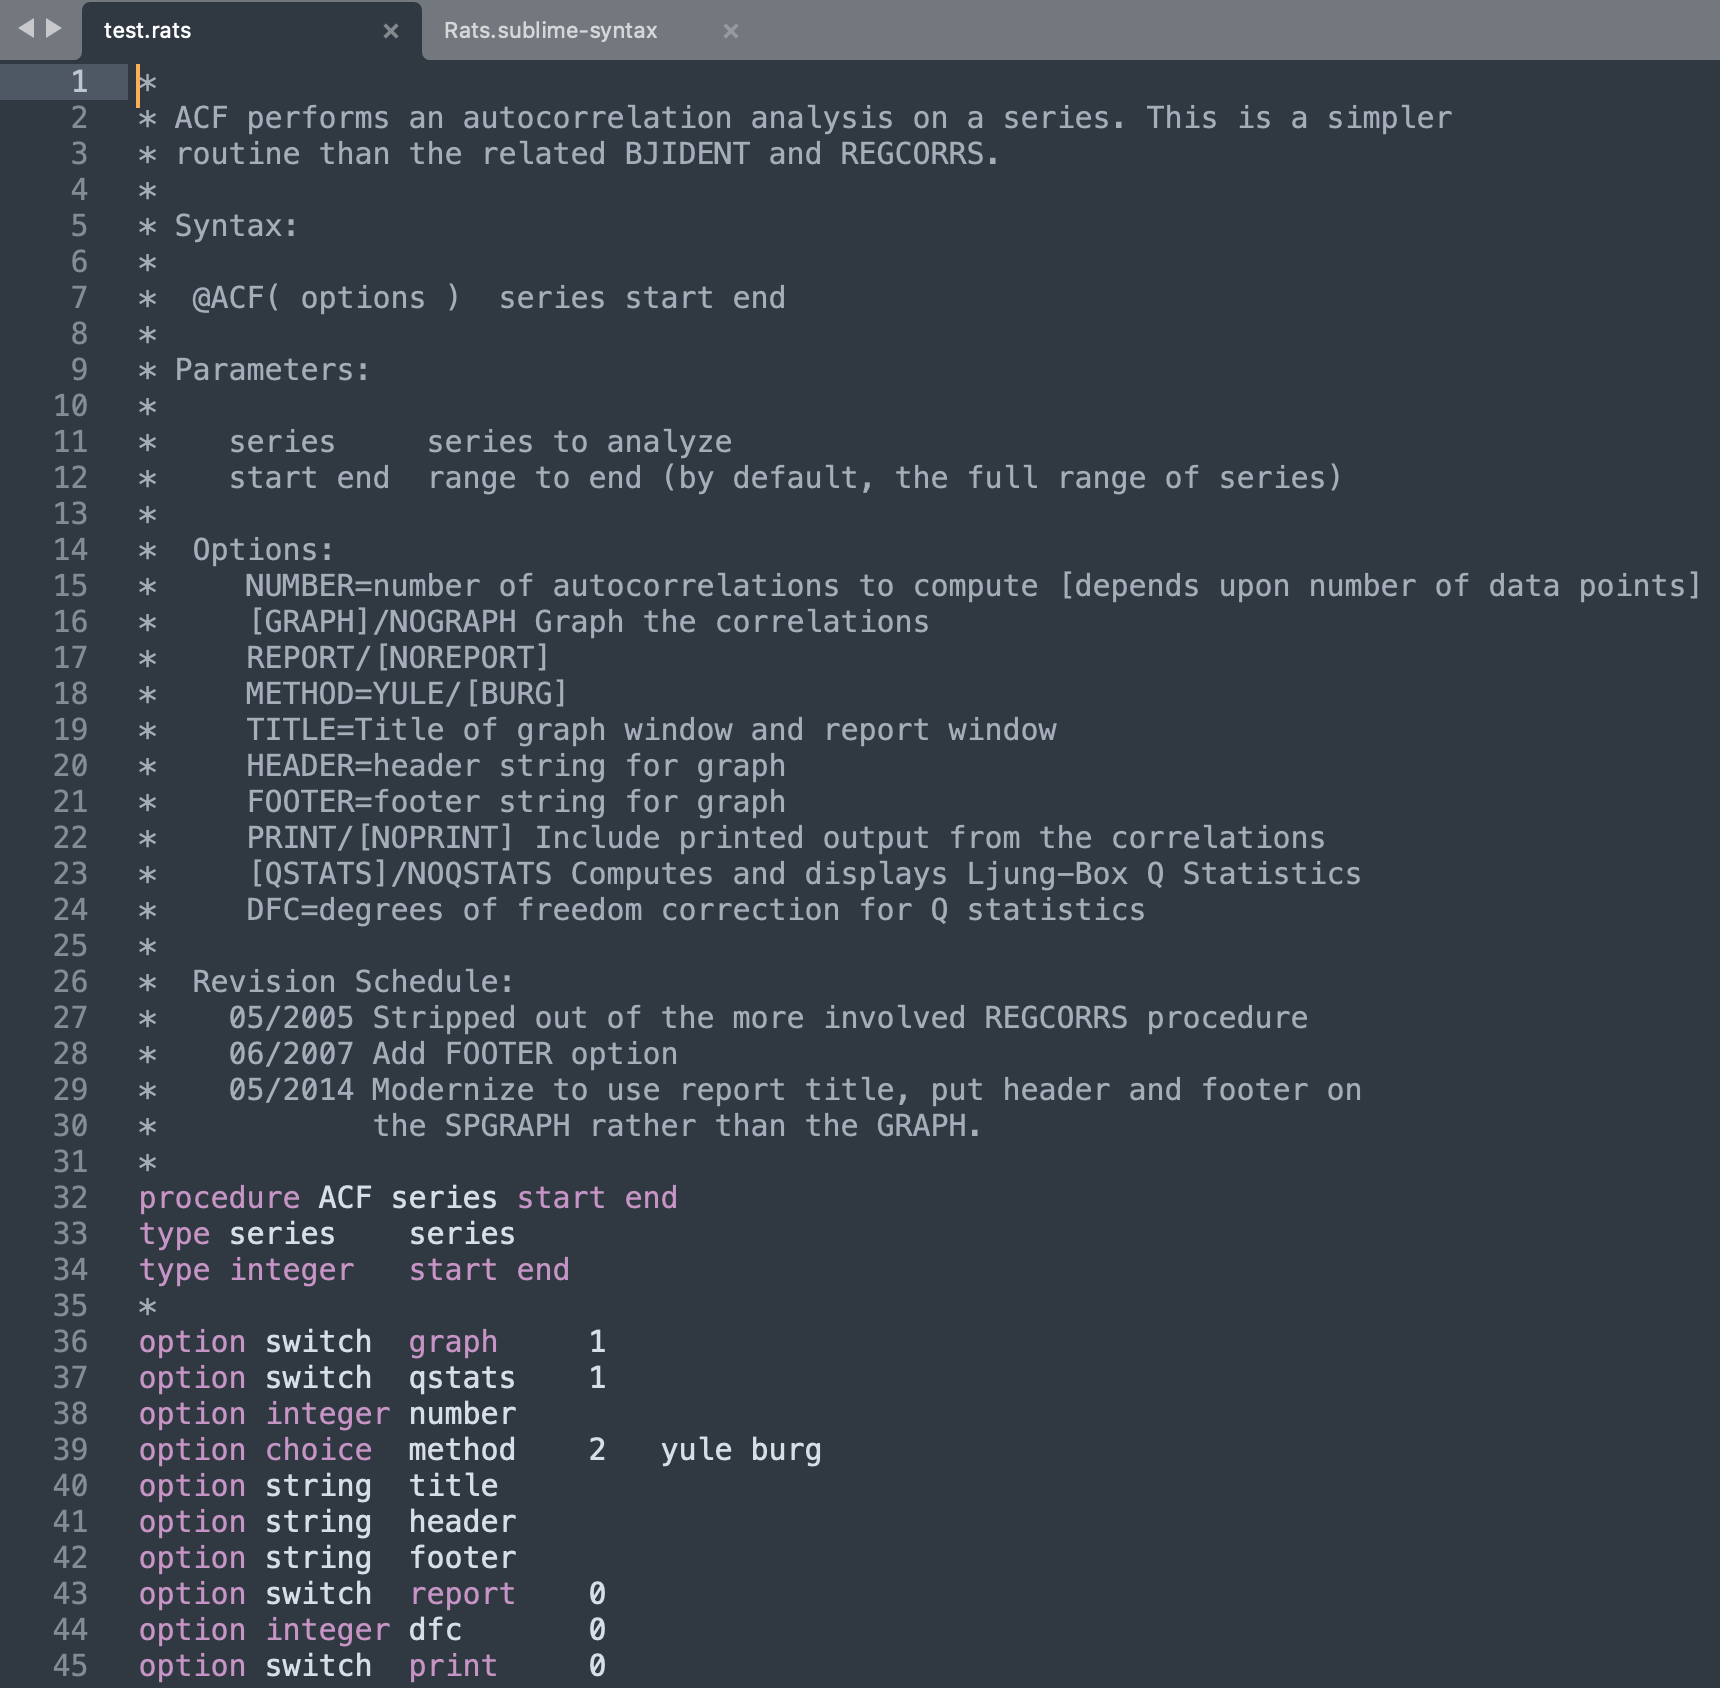 test.rats × Rats.sublime-syntax ×
1 *
2 * ACF performs an autocorrelation analysis on a series. This is a simpler
3 * routine than the related BJIDENT and REGCORRS.
4 *
5 * Syntax:
6 *
7 *  @ACF( options )  series start end
8 *
9 * Parameters:
10 *
11 *    series     series to analyze
12 *    start end  range to end (by default, the full range of series)
13 *
14 *  Options:
15 *     NUMBER=number of autocorrelations to compute [depends upon number of data points]
16 *     [GRAPH]/NOGRAPH Graph the correlations
17 *     REPORT/[NOREPORT]
18 *     METHOD=YULE/[BURG]
19 *     TITLE=Title of graph window and report window
20 *     HEADER=header string for graph
21 *     FOOTER=footer string for graph
22 *     PRINT/[NOPRINT] Include printed output from the correlations
23 *     [QSTATS]/NOQSTATS Computes and displays Ljung-Box Q Statistics
24 *     DFC=degrees of freedom correction for Q statistics
25 *
26 *  Revision Schedule:
27 *    05/2005 Stripped out of the more involved REGCORRS procedure
28 *    06/2007 Add FOOTER option
29 *    05/2014 Modernize to use report title, put header and footer on
30 *            the SPGRAPH rather than the GRAPH.
31 *
32 procedure ACF series start end
33 type series    series
34 type integer   start end
35 *
36 option switch  graph     1
37 option switch  qstats    1
38 option integer number
39 option choice  method    2   yule burg
40 option string  title
41 option string  header
42 option string  footer
43 option switch  report    0
44 option integer dfc       0
45 option switch  print     0